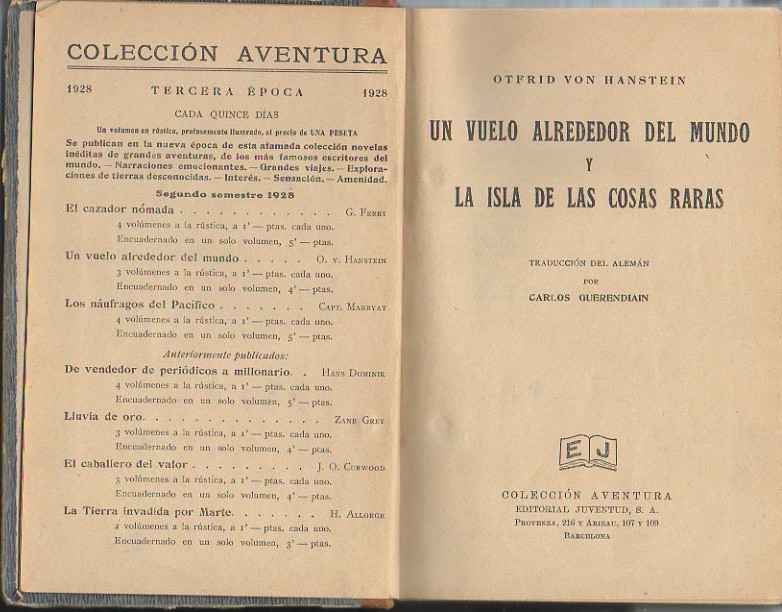 COLECCIÓN AVENTURA
1928 TERCERA ÉPOCA 1928
CADA QUINCE DÍAS
Un volumen en rústica, profusamente ilustrado, al precio de UNA PESETA
Se publican en la nueva época de esta afamada colección novelas
inéditas de grandes aventuras, de los más famosos escritores del
mundo. — Narraciones emocionantes. — Grandes viajes. — Explora-
ciones de tierras desconocidas. — Interés. — Sensación. — Amenidad.
Segundo semestre 1928
El cazador nómada . . . . . . . . . . . . G. Ferry
4 volúmenes a la rústica, a 1' — ptas. cada uno.
Encuadernado en un solo volumen, 5' — ptas.
Un vuelo alrededor del mundo . . . . . O. v. Hanstein
3 volúmenes a la rústica, a 1' — ptas. cada uno.
Encuadernado en un solo volumen, 4' — ptas.
Los náufragos del Pacífico . . . . . . . Capt. Marryat
4 volúmenes a la rústica, a 1' — ptas. cada uno.
Encuadernado en un solo volumen, 5' — ptas.
Anteriormente publicados:
De vendedor de periódicos a millonario. . Hans Dominik
4 volúmenes a la rústica, a 1' — ptas. cada uno.
Encuadernado en un solo volumen, 5' — ptas.
Lluvia de oro. . . . . . . . . . . . . . Zane Grey
3 volúmenes a la rústica, a 1' — ptas. cada uno.
Encuadernado en un solo volumen, 4' — ptas.
El caballero del valor . . . . . . . . . J. O. Curwood
3 volúmenes a la rústica, a 1' — ptas. cada uno.
Encuadernado en un solo volumen, 4' — ptas.
La Tierra invadida por Marte. . . . . . . H. Allorge
2 volúmenes a la rústica, a 1' — ptas. cada uno.
Encuadernado en un solo volumen, 3' — ptas.
OTFRID VON HANSTEIN
UN VUELO ALREDEDOR DEL MUNDO
Y
LA ISLA DE LAS COSAS RARAS
TRADUCCIÓN DEL ALEMÁN
POR
CARLOS GUERENDIAIN
E J
COLECCIÓN AVENTURA
EDITORIAL JUVENTUD, S. A.
Provenza, 216 y Aribau, 107 y 109
Barcelona